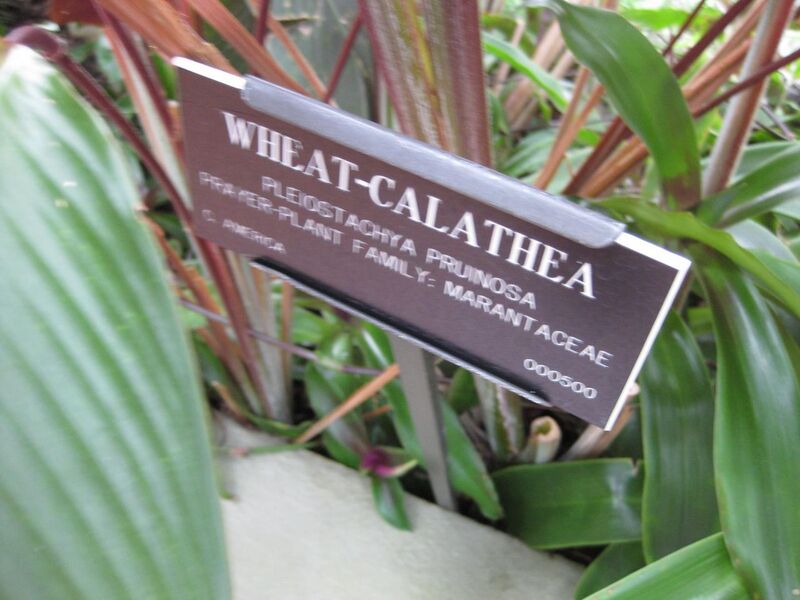 WHEAT-CALATHEA
PLEIOSTACHYA PRUINOSA
PRAYER-PLANT FAMILY: MARANTACEAE
C. AMERICA
000500